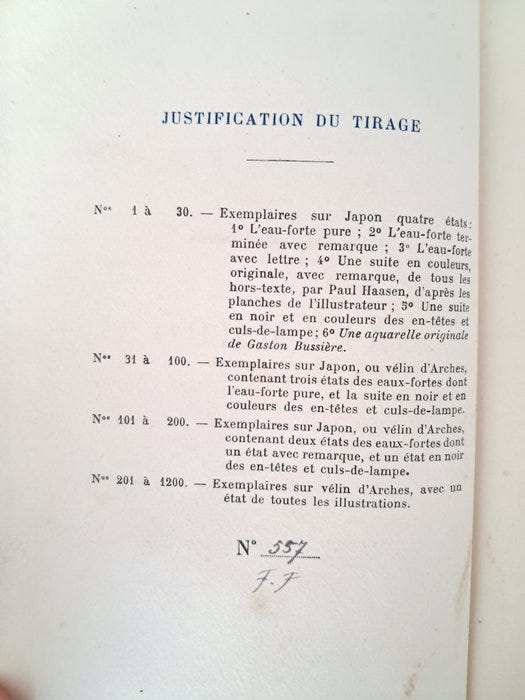 JUSTIFICATION DU TIRAGE
Nos 1 à 30. — Exemplaires sur Japon quatre états:
1º L'eau-forte pure ; 2º L'eau-forte ter-
minée avec remarque ; 3º L'eau-forte
avec lettre ; 4º Une suite en couleurs,
originale, avec remarque, de tous les
hors-texte, par Paul Haasen, d'après les
planches de l'illustrateur ; 5º Une suite
en noir et en couleurs des en-têtes et
culs-de-lampe; 6º Une aquarelle originale
de Gaston Bussière.
Nos 31 à 100. — Exemplaires sur Japon, ou vélin d'Arches,
contenant trois états des eaux-fortes dont
l'eau-forte pure, et la suite en noir et en
couleurs des en-têtes et culs-de-lampe.
Nos 101 à 200. — Exemplaires sur Japon, ou vélin d'Arches,
contenant deux états des eaux-fortes dont
un état avec remarque, et un état en noir
des en-têtes et culs-de-lampe.
Nos 201 à 1200. — Exemplaires sur vélin d'Arches, avec un
état de toutes les illustrations.
Nº 557
F. F